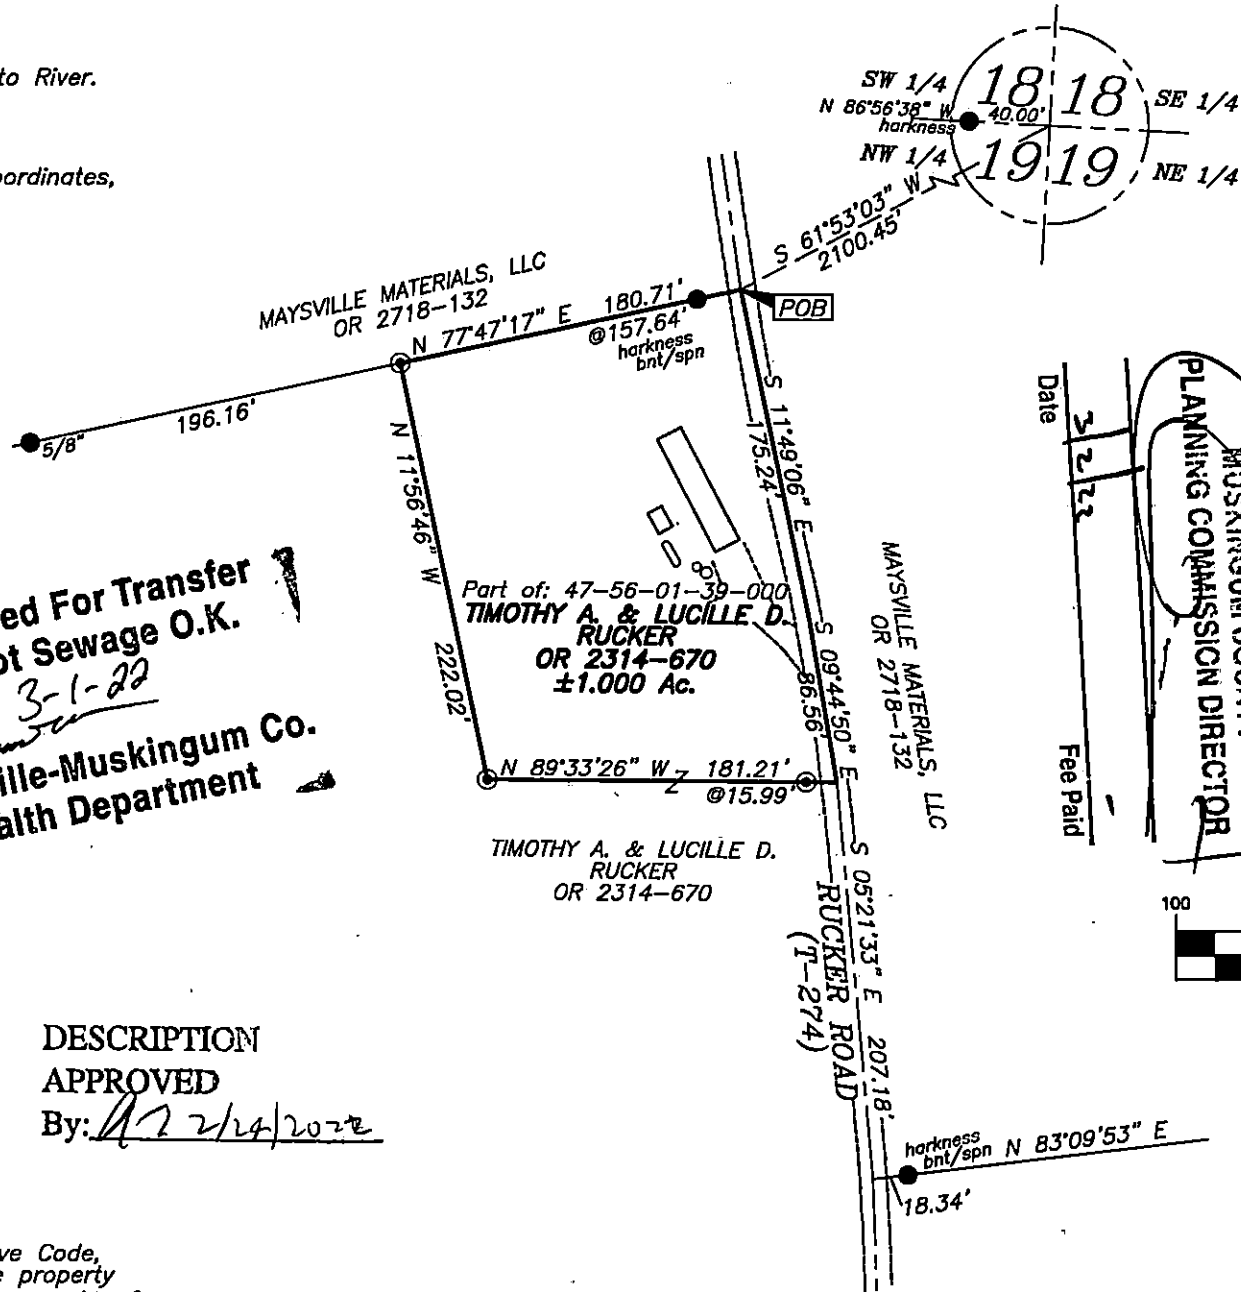 to River.
oordinates,
SW 1/4
18
18
SE 1/4
N 86°56'38" W
40.00'
harkness
NW 1/4
19
19
NE 1/4
S 61°53'03" W
2100.45'
POB
MAYSVILLE MATERIALS, LLC
OR 2718-132
N 77°47'17" E 180.71'
@157.64'
harkness
bnt/spn
196.16'
5/8"
N 11°56'46" W
222.02'
S 11°49'06" E
175.24'
S 09°44'50" E
86.56'
Part of: 47-56-01-39-000
TIMOTHY A. & LUCILLE D.
RUCKER
OR 2314-670
±1.000 Ac.
MAYSVILLE MATERIALS, LLC
OR 2718-132
N 89°33'26" W Z 181.21'
@15.99'
TIMOTHY A. & LUCILLE D.
RUCKER
OR 2314-670
S 05°21'33" E 207.18'
RUCKER ROAD
(T-274)
harkness
bnt/spn N 83°09'53" E
18.34'
ed For Transfer
ot Sewage O.K.
3-1-22
ille-Muskingum Co.
alth Department
MUSKINGUM COUNTY
PLANNING COMMISSION DIRECTOR
3 2 22
Date
Fee Paid
100
DESCRIPTION
APPROVED
By: 2/24/2022
ve Code,
e property